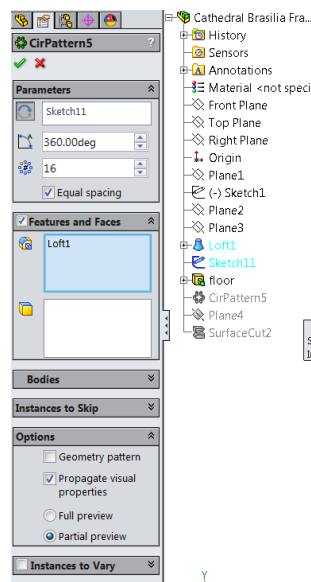 CirPattern5
?
Parameters
Sketch11
360.00deg
16
Equal spacing
Features and Faces
Loft1
Bodies
Instances to Skip
Options
Geometry pattern
Propagate visual
properties
Full preview
Partial preview
Instances to Vary
Cathedral Brasilia Fra...
History
Sensors
Annotations
Material <not speci
Front Plane
Top Plane
Right Plane
Origin
Plane1
(-) Sketch1
Plane2
Plane3
Loft1
Sketch11
floor
CirPattern5
Plane4
SurfaceCut2
Y